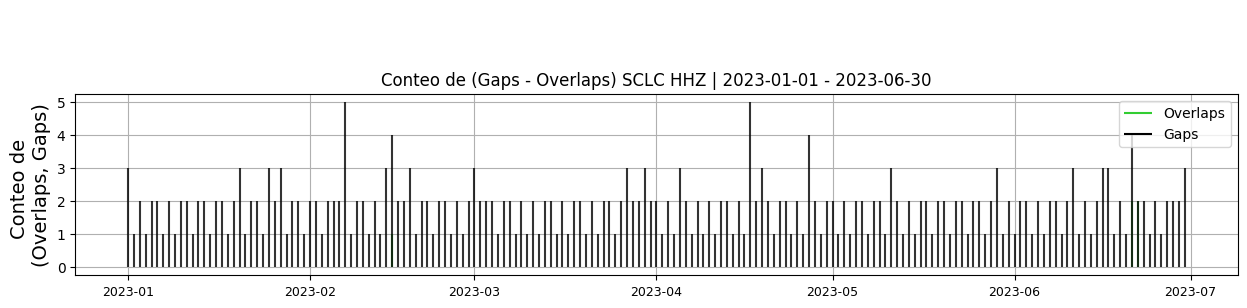 Conteo de (Gaps - Overlaps) SCLC HHZ | 2023-01-01 - 2023-06-30
Conteo de
(Overlaps, Gaps)
5
4
3
2
1
0
Overlaps
Gaps
2023-01
2023-02
2023-03
2023-04
2023-05
2023-06
2023-07